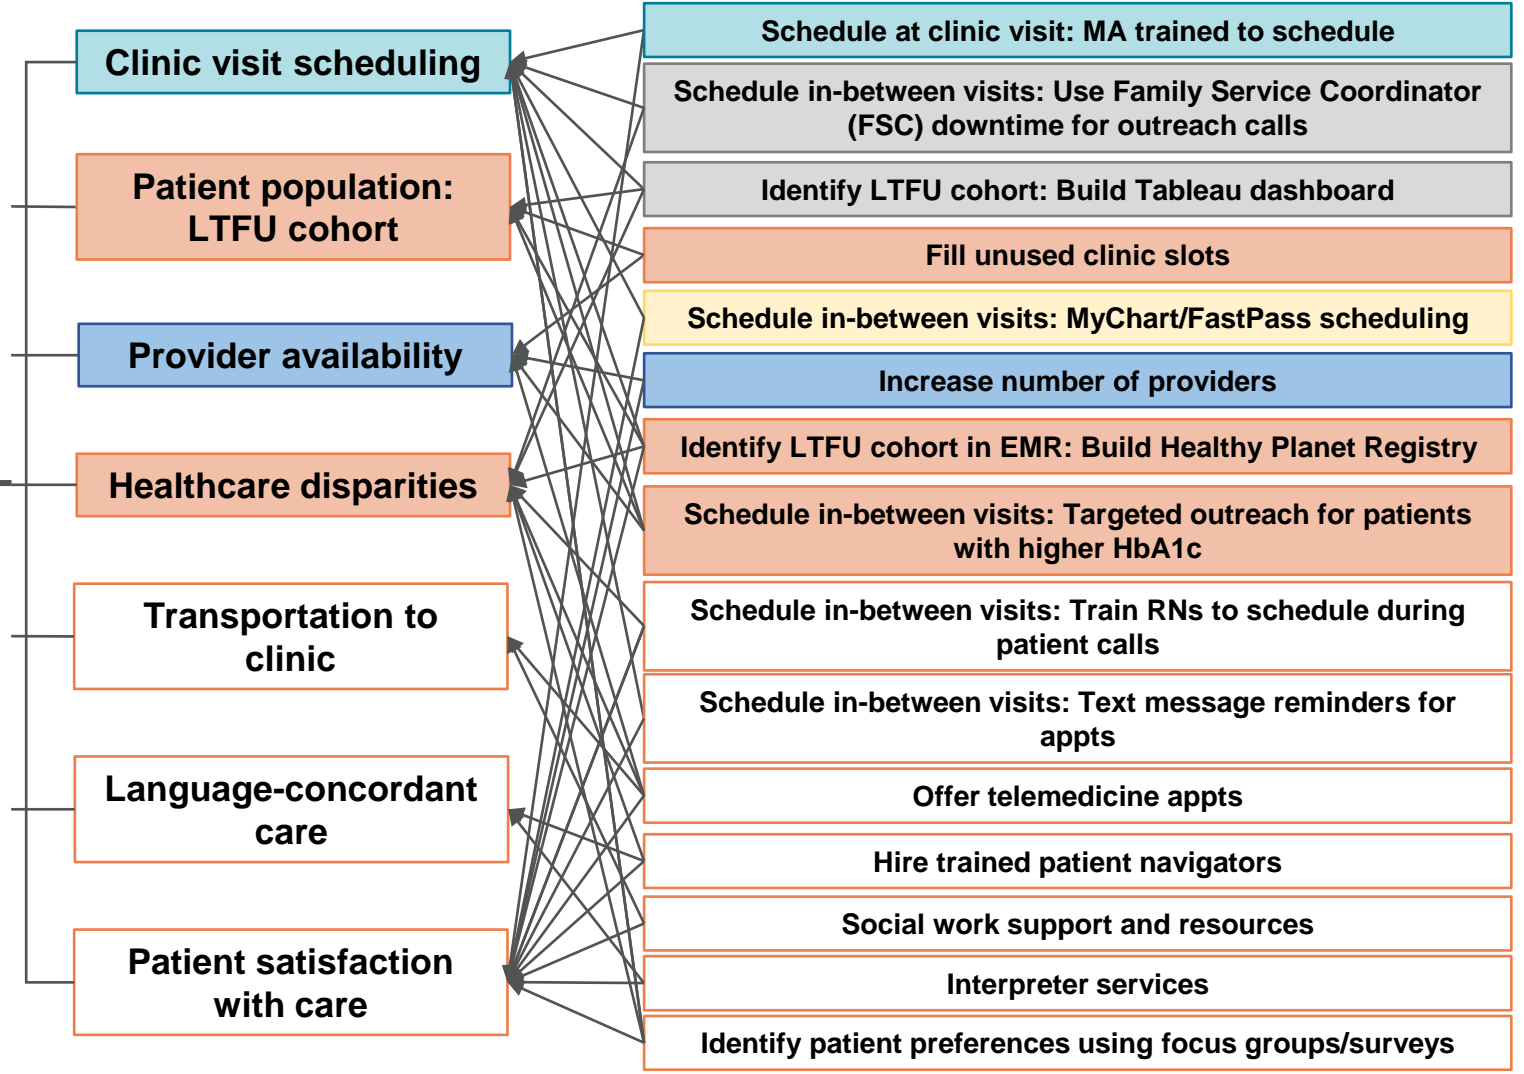 Clinic visit scheduling
Patient population:
LTFU cohort
Provider availability
Healthcare disparities
Transportation to
clinic
Language-concordant
care
Patient satisfaction
with care
Schedule at clinic visit: MA trained to schedule
Schedule in-between visits: Use Family Service Coordinator
(FSC) downtime for outreach calls
Identify LTFU cohort: Build Tableau dashboard
Fill unused clinic slots
Schedule in-between visits: MyChart/FastPass scheduling
Increase number of providers
Identify LTFU cohort in EMR: Build Healthy Planet Registry
Schedule in-between visits: Targeted outreach for patients
with higher HbA1c
Schedule in-between visits: Train RNs to schedule during
patient calls
Schedule in-between visits: Text message reminders for
appts
Offer telemedicine appts
Hire trained patient navigators
Social work support and resources
Interpreter services
Identify patient preferences using focus groups/surveys